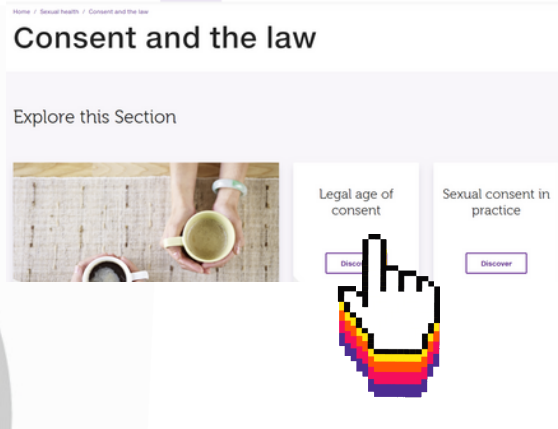 Home / Sexual health / Consent and the law
Consent and the law
Explore this Section
Legal age of
consent
Sexual consent in
practice
Discover